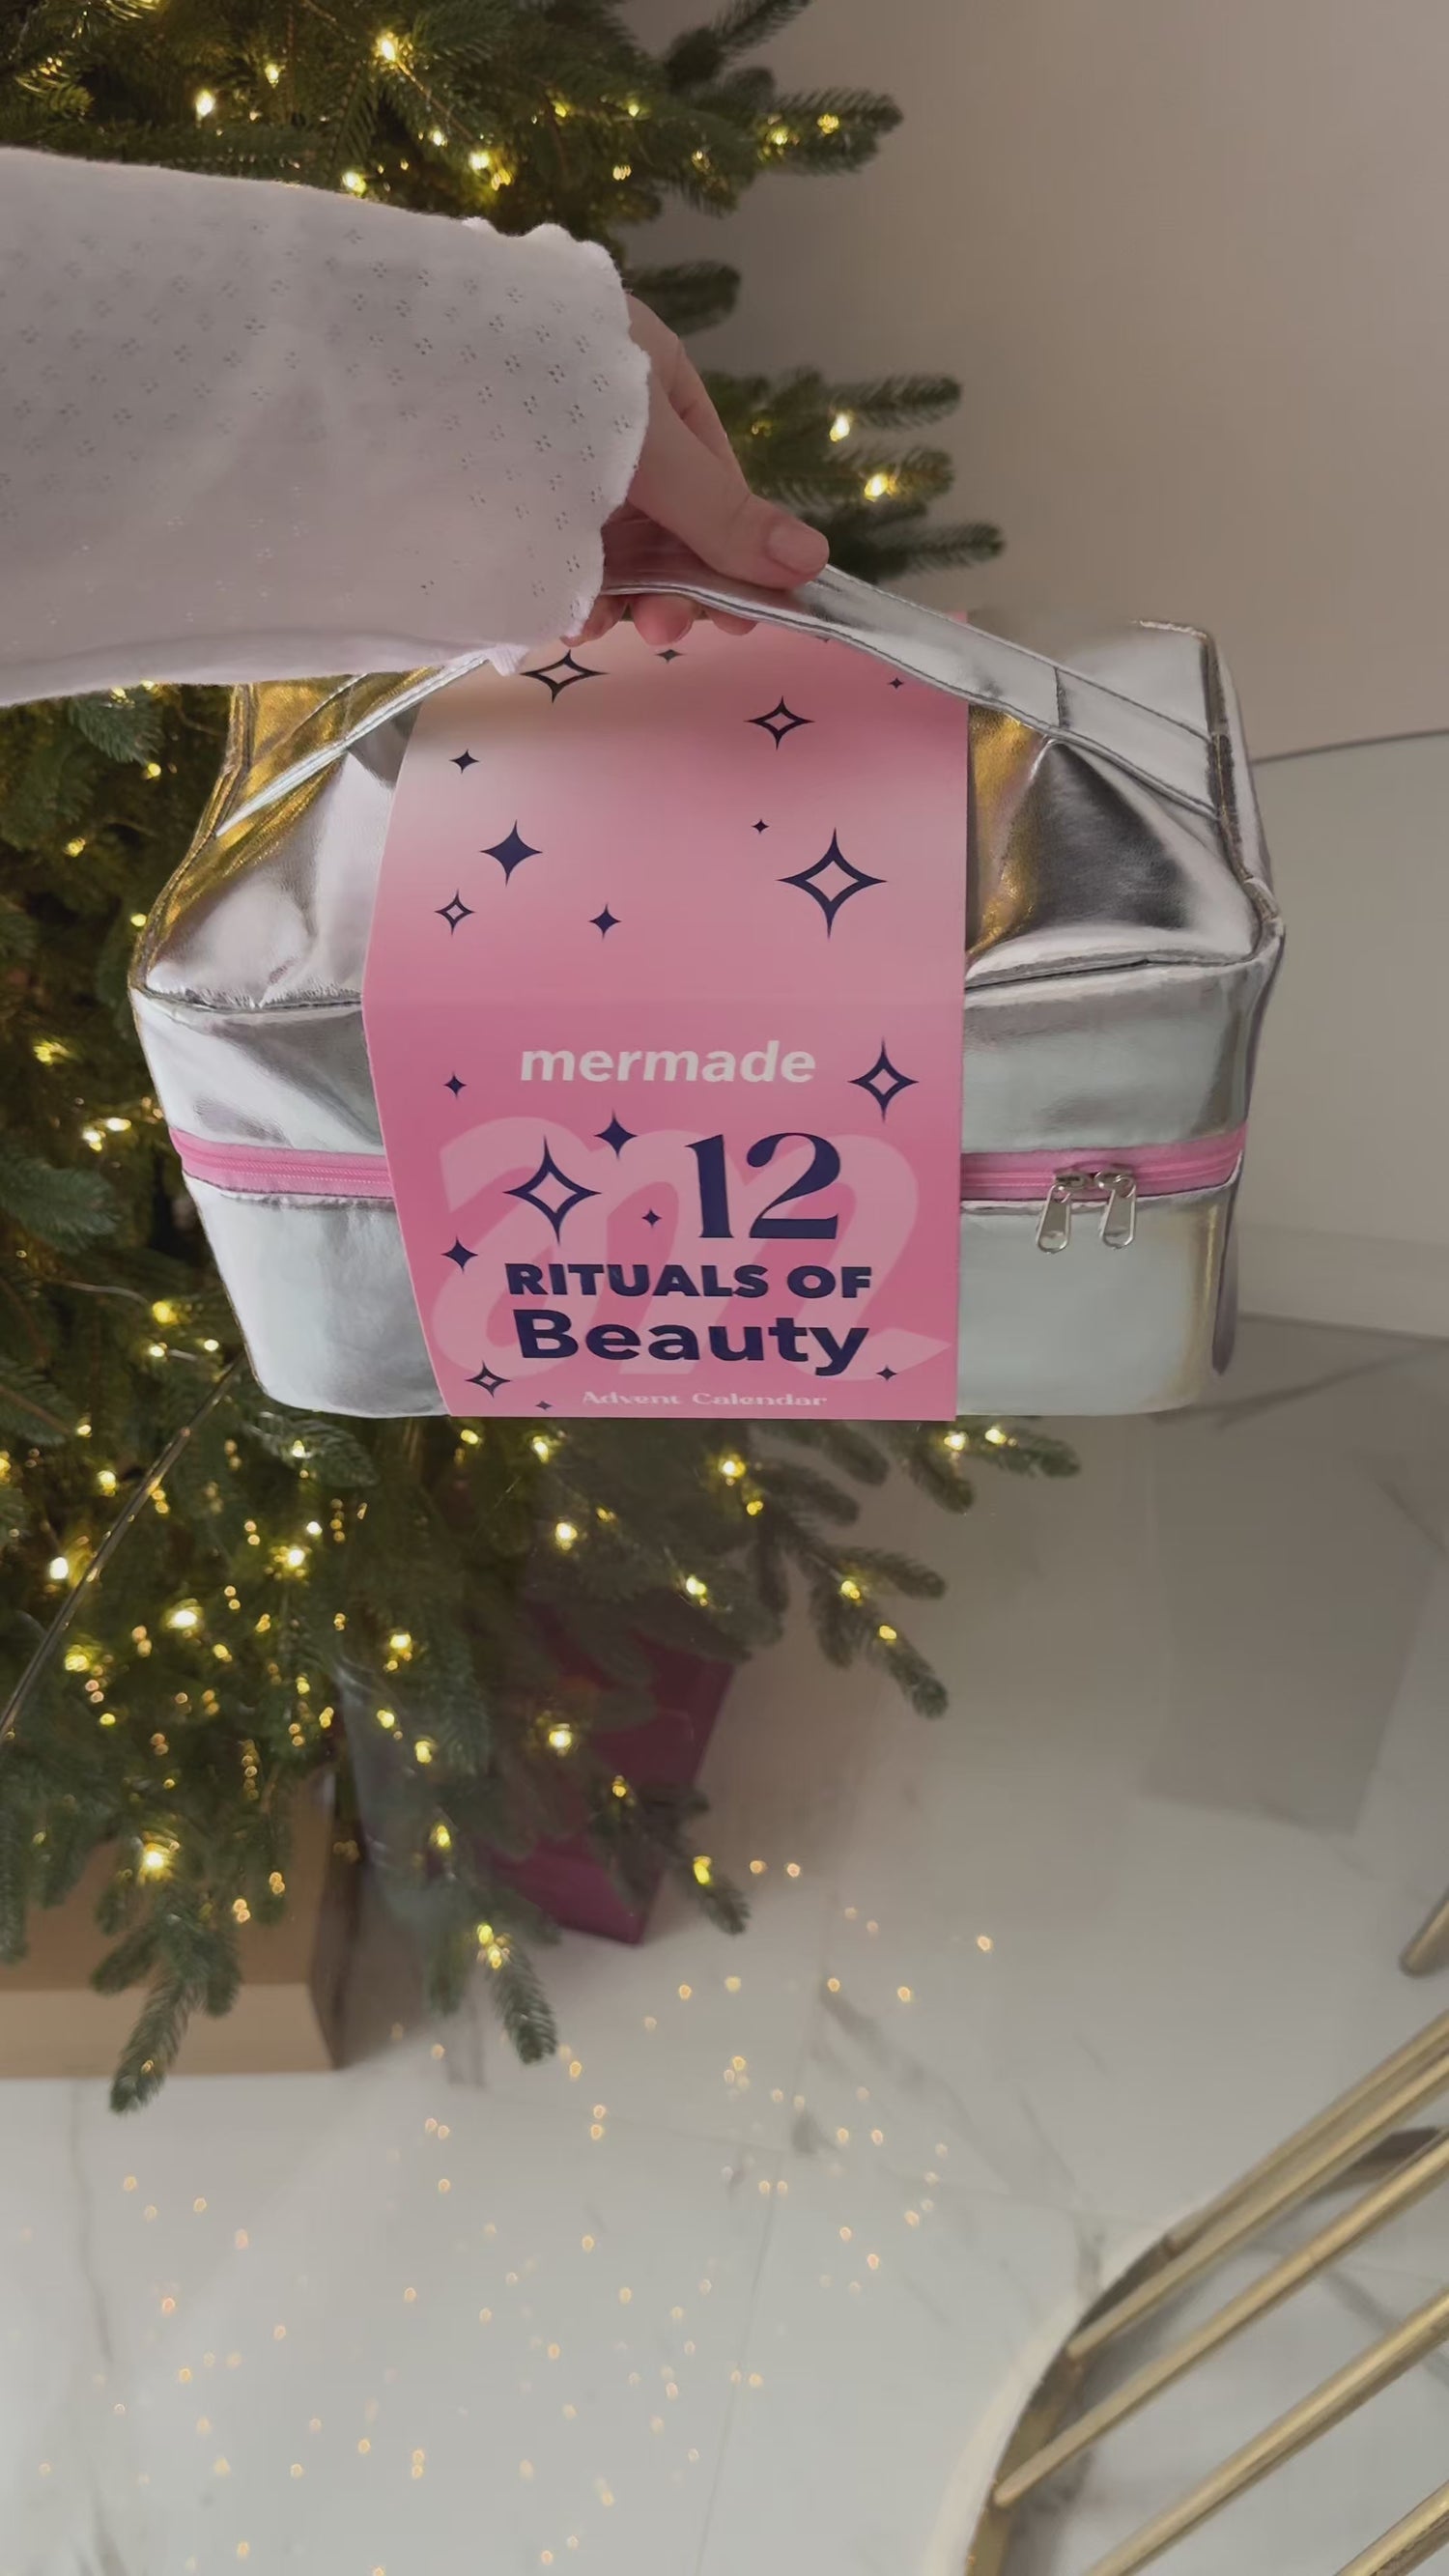 mermade
12
RITUALS OF
Beauty
Advent Calendar